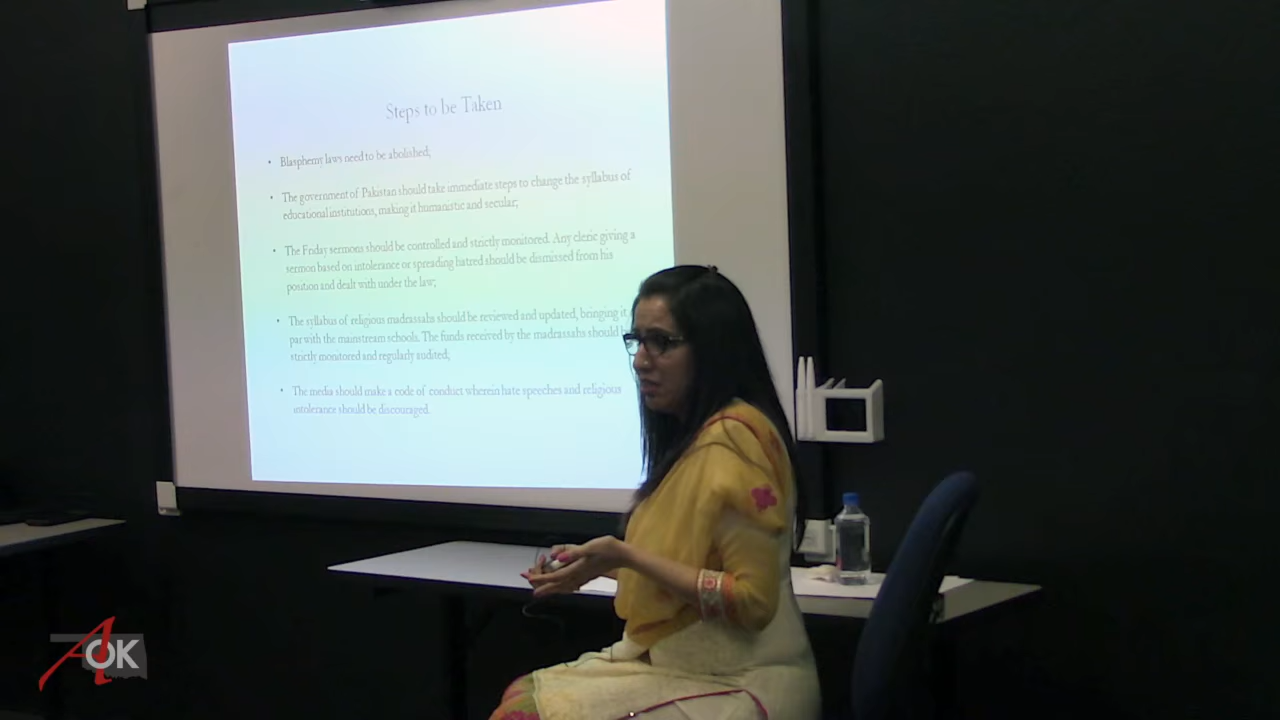 Steps to be Taken
• Blasphemy laws need to be abolished;
• The government of Pakistan should take immediate steps to change the syllabus of
educational institutions, making it humanistic and secular;
• The Friday sermons should be controlled and strictly monitored. Any cleric giving a
sermon based on intolerance or spreading hatred should be dismissed from his
position and dealt with under the law;
• The syllabus of religious madrassahs should be reviewed and updated, bringing it
par with the mainstream schools. The funds received by the madrassahs should
strictly monitored and regularly audited;
• The media should make a code of conduct wherein hate speeches and religious
intolerance should be discouraged.
A
OK